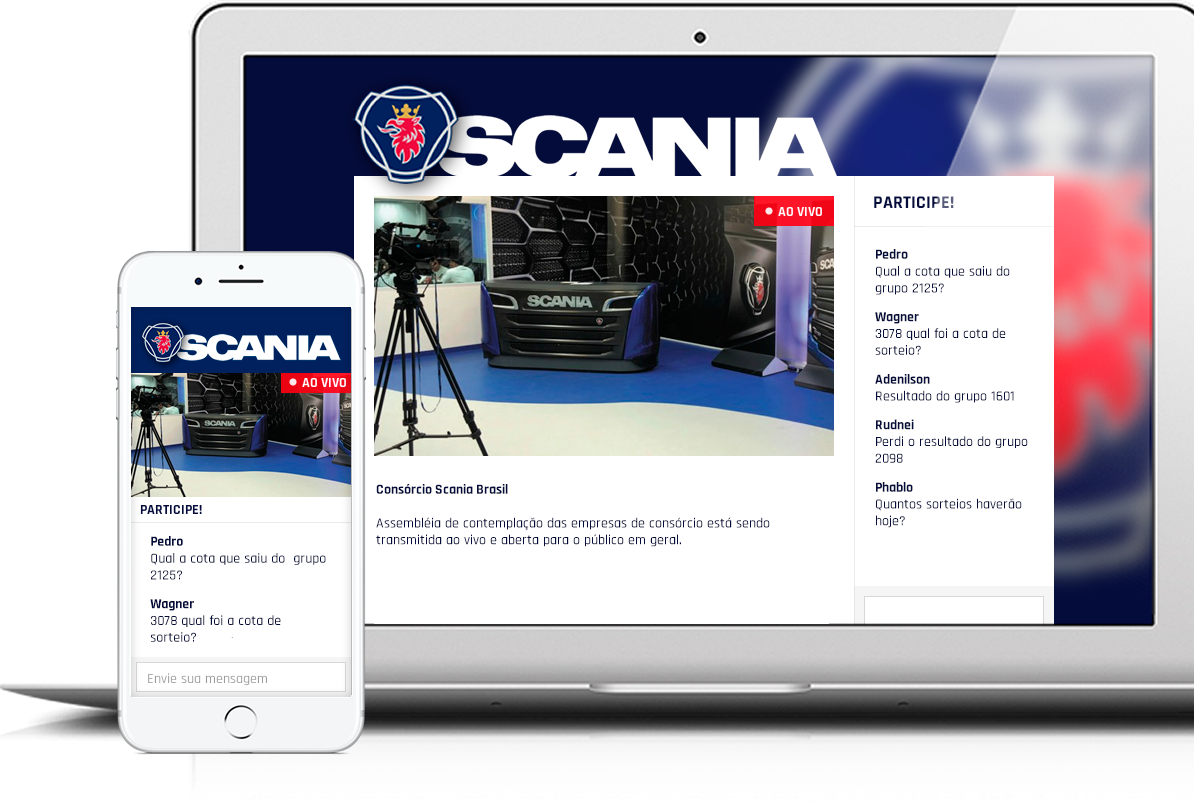 SCANIA
AO VIVO
SCANIA
Consórcio Scania Brasil
Assembléia de contemplação das empresas de consórcio está sendo
transmitida ao vivo e aberta para o público em geral.
PARTICIPE!
Pedro
Qual a cota que saiu do
grupo 2125?
Wagner
3078 qual foi a cota de
sorteio?
Adenilson
Resultado do grupo 1601
Rudnei
Perdi o resultado do grupo
2098
Phablo
Quantos sorteios haverão
hoje?
SCANIA
AO VIVO
SCANIA
PARTICIPE!
Pedro
Qual a cota que saiu do grupo
2125?
Wagner
3078 qual foi a cota de
sorteio?
Envie sua mensagem